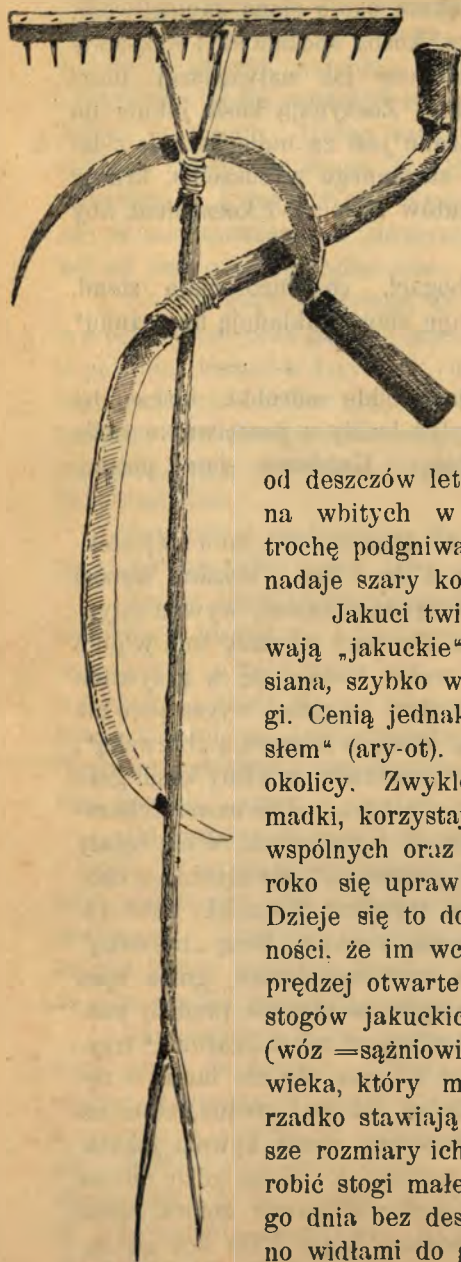 od deszczów let
na wbitych w
trochę podgniwa
nadaje szary ko
Jakuci twi
wają „jakuckie“
siana, szybko w
gi. Cenią jednak
słem“ (ary-ot).
okolicy. Zwykle
madki, korzystaj
wspólnych oraz
roko się upraw
Dzieje się to do
ności. że im wc
prędzej otwarte
stogów jakuckic
(wóz =sążniowi
wieka, który m
rzadko stawiają
sze rozmiary ich
robić stogi małe
go dnia bez des
no widłami do g